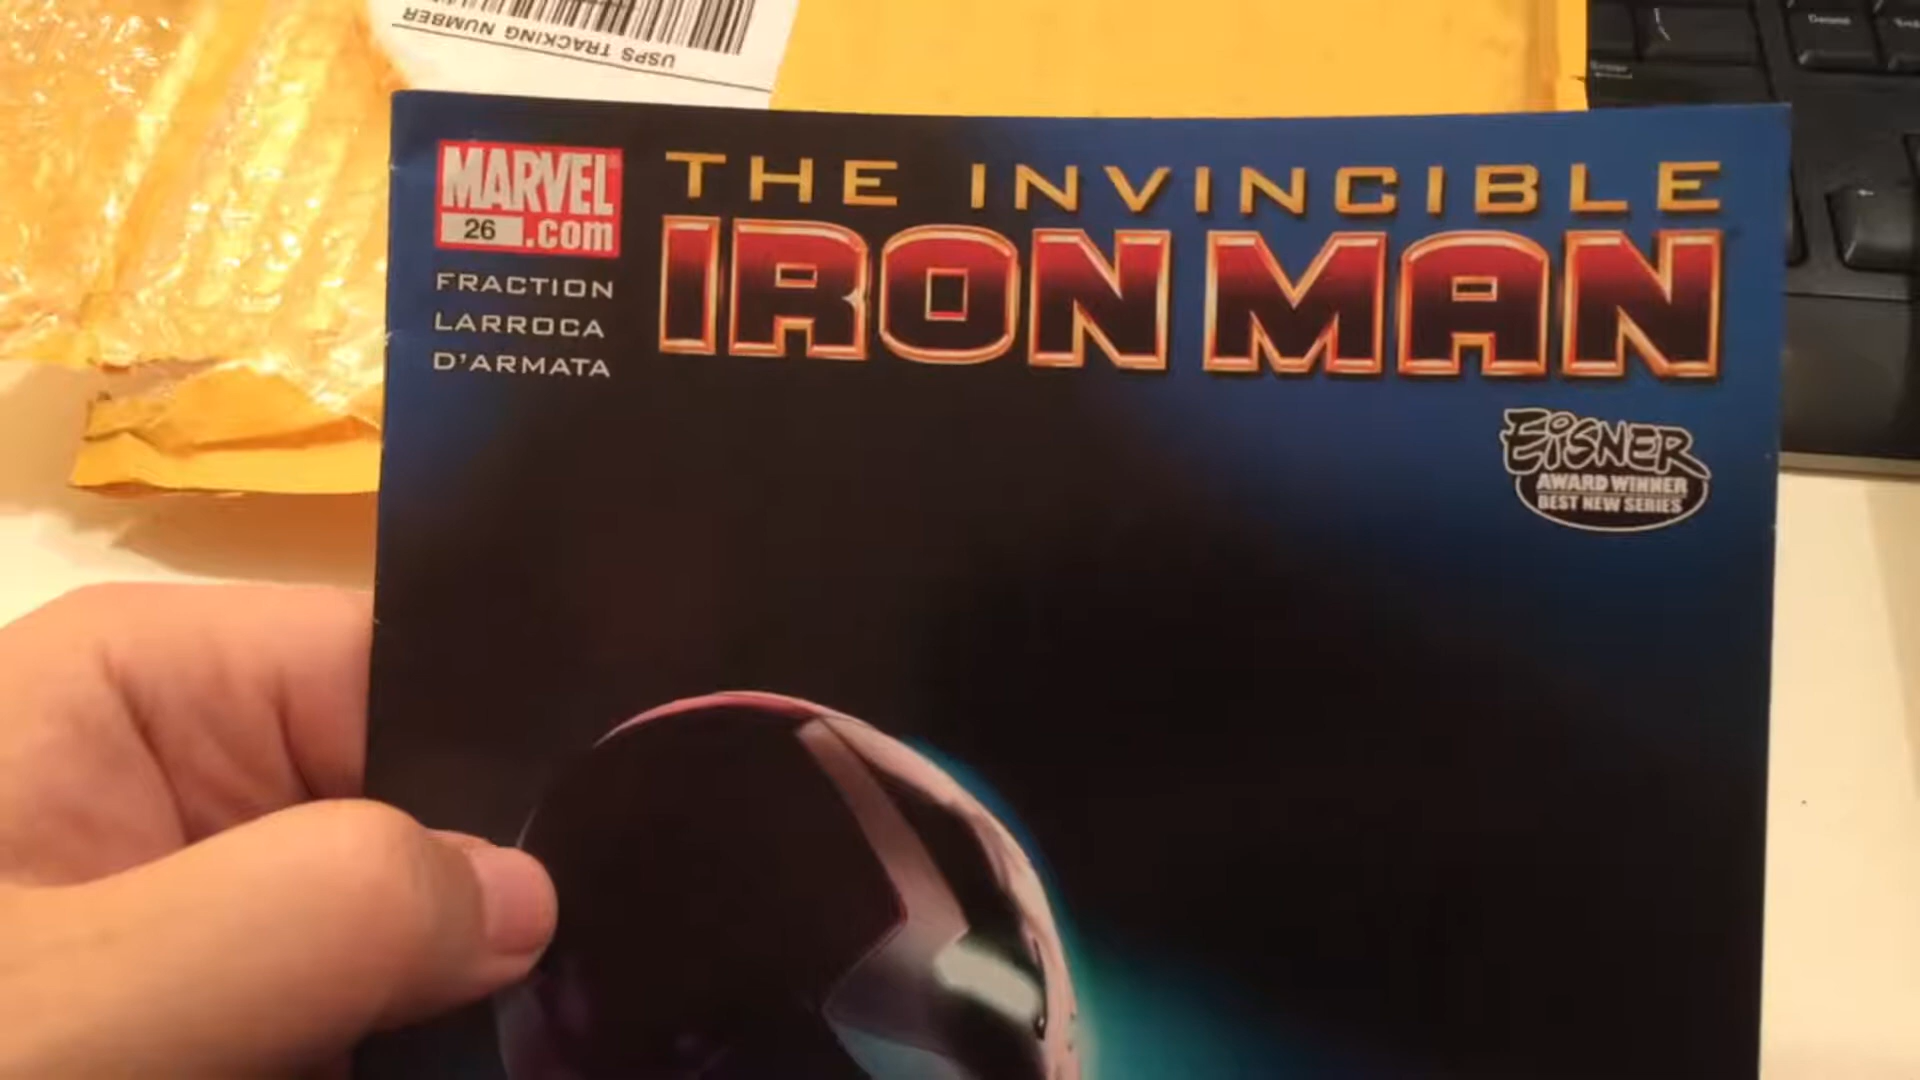 USPS TRACKING NUMBER
MARVEL
26 .com
THE INVINCIBLE
IRON MAN
FRACTION
LARROCA
D'ARMATA
EISNER
AWARD WINNER
BEST NEW SERIES
Enter